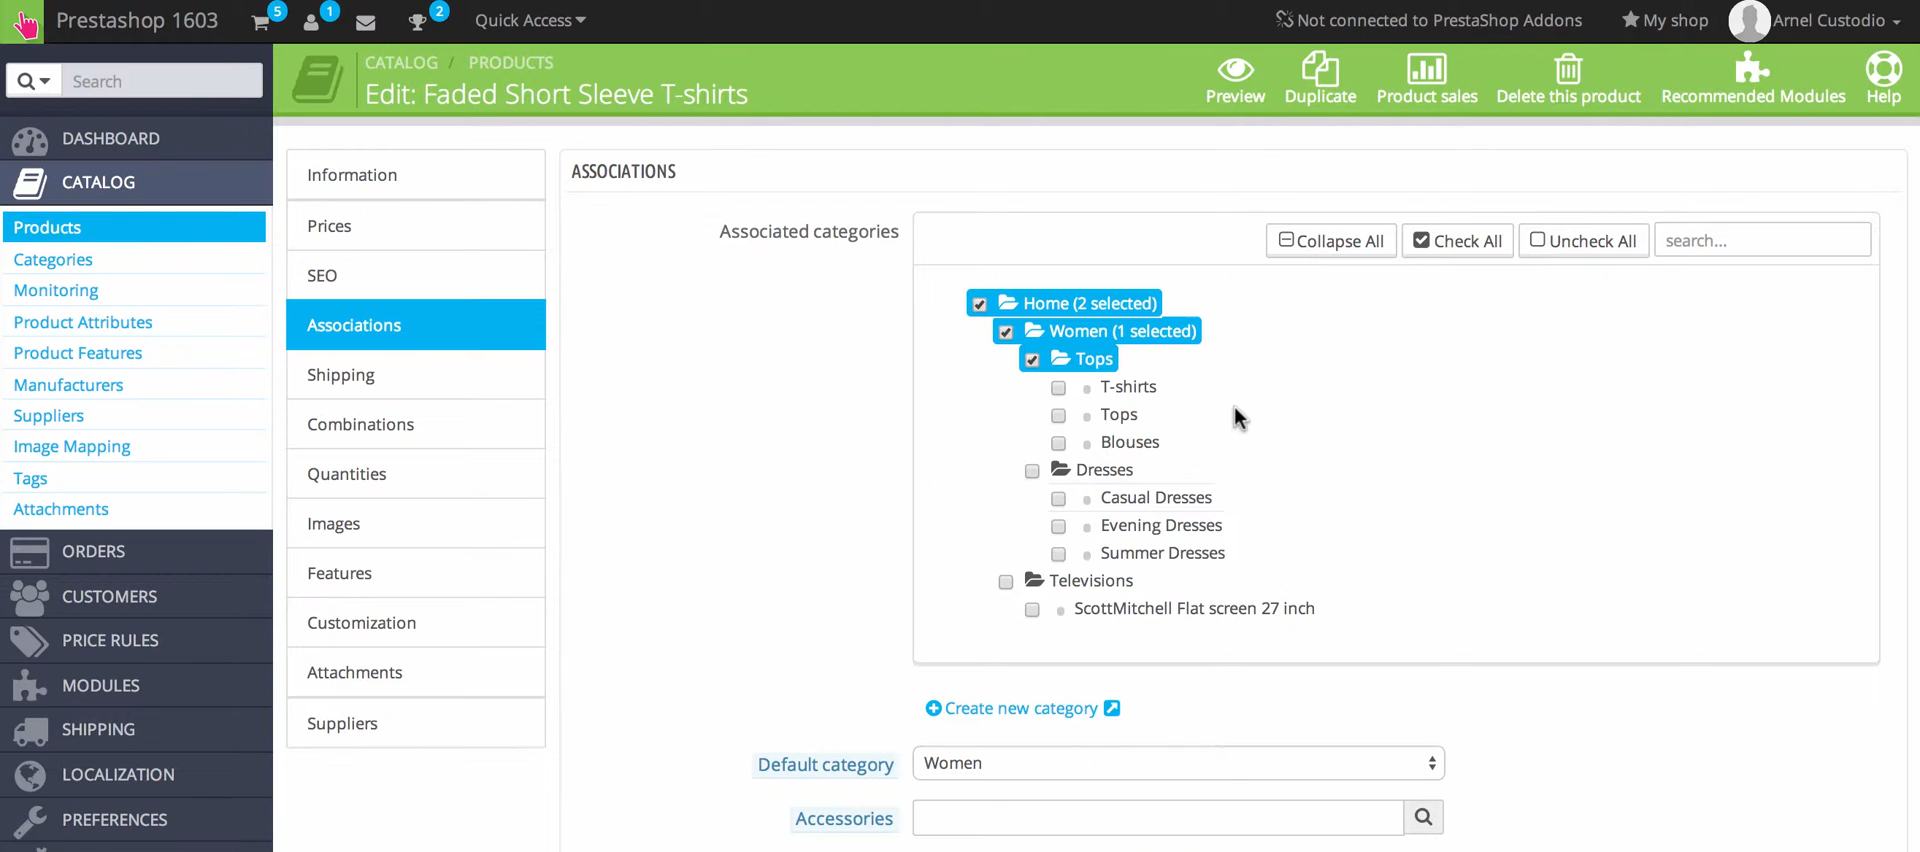 Prestashop 1603
5
1
2
Quick Access
Not connected to PrestaShop Addons
My shop
Arnel Custodio
Search
CATALOG / PRODUCTS
Edit: Faded Short Sleeve T-shirts
Preview
Duplicate
Product sales
Delete this product
Recommended Modules
Help
DASHBOARD
CATALOG
Products
Categories
Monitoring
Product Attributes
Product Features
Manufacturers
Suppliers
Image Mapping
Tags
Attachments
ORDERS
CUSTOMERS
PRICE RULES
MODULES
SHIPPING
LOCALIZATION
PREFERENCES
Information
Prices
SEO
Associations
Shipping
Combinations
Quantities
Images
Features
Customization
Attachments
Suppliers
ASSOCIATIONS
Associated categories
Collapse All
Check All
Uncheck All
search...
Home (2 selected)
Women (1 selected)
Tops
T-shirts
Tops
Blouses
Dresses
Casual Dresses
Evening Dresses
Summer Dresses
Televisions
ScottMitchell Flat screen 27 inch
Create new category
Default category
Women
Accessories